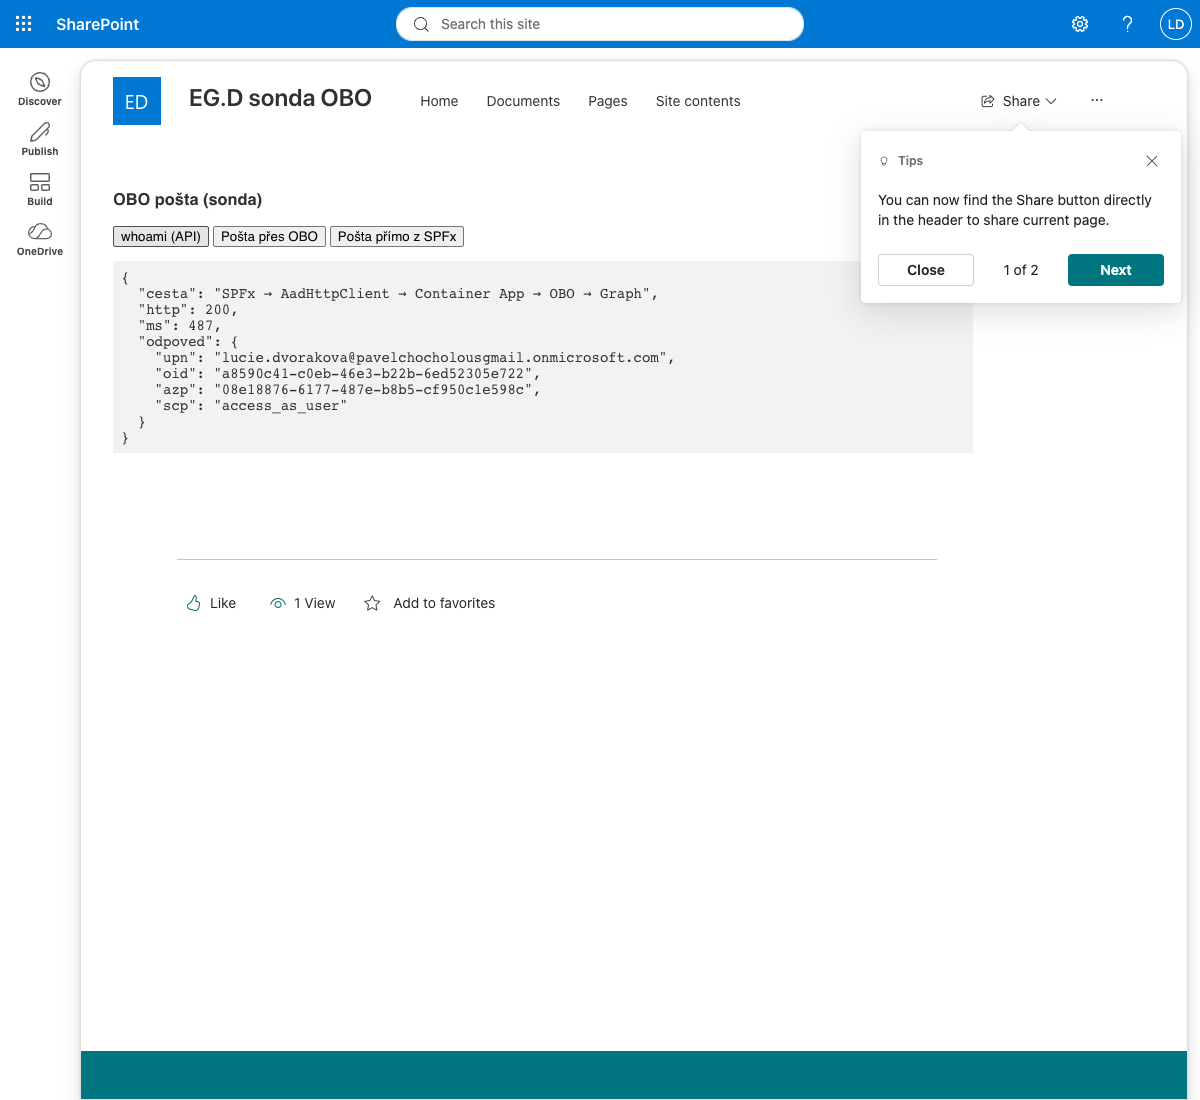 SharePoint
Search this site
LD
Discover
Publish
Build
OneDrive
ED
EG.D sonda OBO
Home
Documents
Pages
Site contents
Share
Tips
You can now find the Share button directly
in the header to share current page.
Close
1 of 2
Next
OBO pošta (sonda)
whoami (API)
Pošta přes OBO
Pošta přímo z SPFx
{
"cesta": "SPFx → AadHttpClient → Container App → OBO → Graph",
"http": 200,
"ms": 487,
"odpoved": {
"upn": "lucie.dvorakova@pavelchocholousgmail.onmicrosoft.com",
"oid": "a8590c41-c0eb-46e3-b22b-6ed52305e722",
"azp": "08e18876-6177-487e-b8b5-cf950c1e598c",
"scp": "access_as_user"
}
}
Like
1 View
Add to favorites